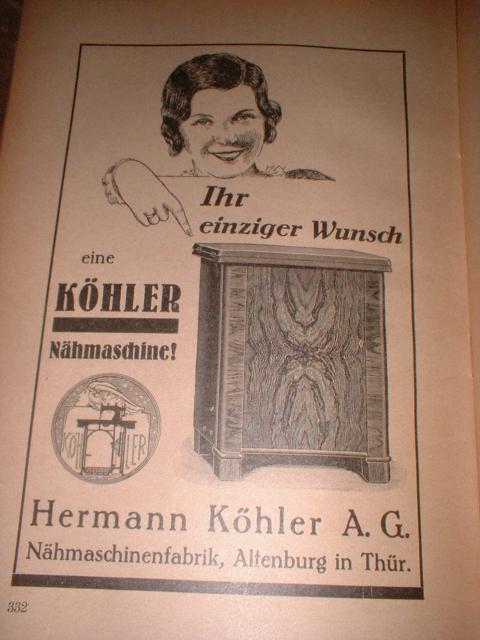 Ihr
einziger Wunsch
eine
KÖHLER
Nähmaschine!
KÖHLER
Hermann Köhler A. G.
Nähmaschinenfabrik, Altenburg in Thür.
332